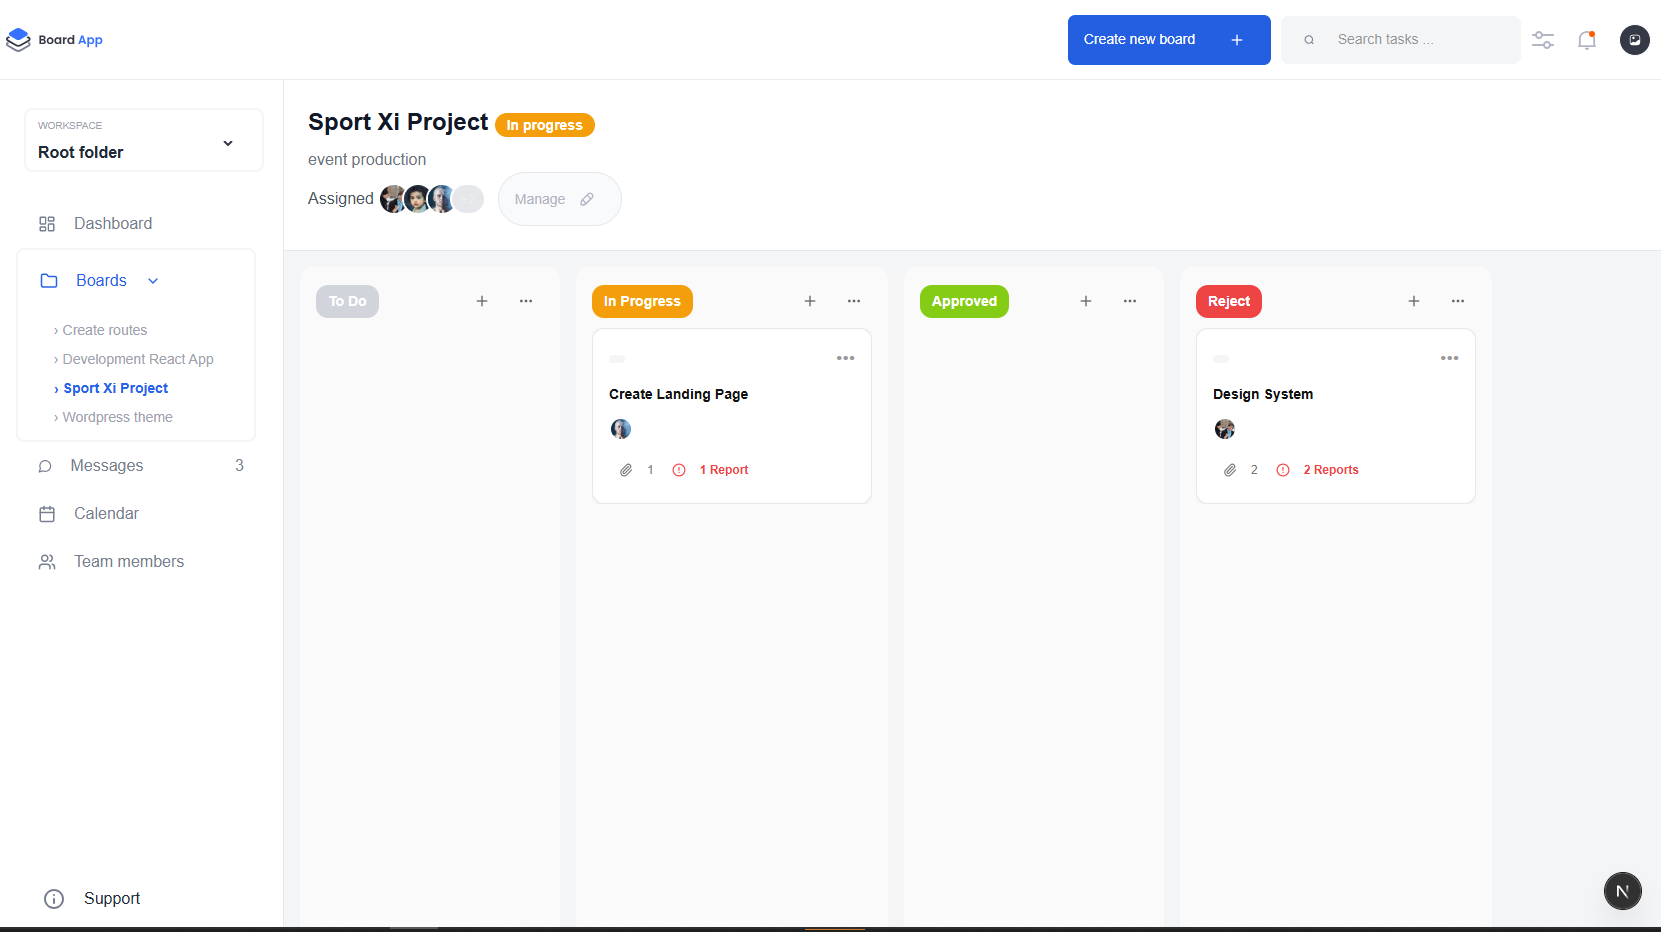 Board App
Create new board
Search tasks ...
WORKSPACE
Root folder
Dashboard
Boards
› Create routes
› Development React App
› Sport Xi Project
› Wordpress theme
Messages 3
Calendar
Team members
Support
Sport Xi Project In progress
event production
Assigned
Manage
To Do
In Progress
Create Landing Page
1 1 Report
Approved
Reject
Design System
2 2 Reports
N